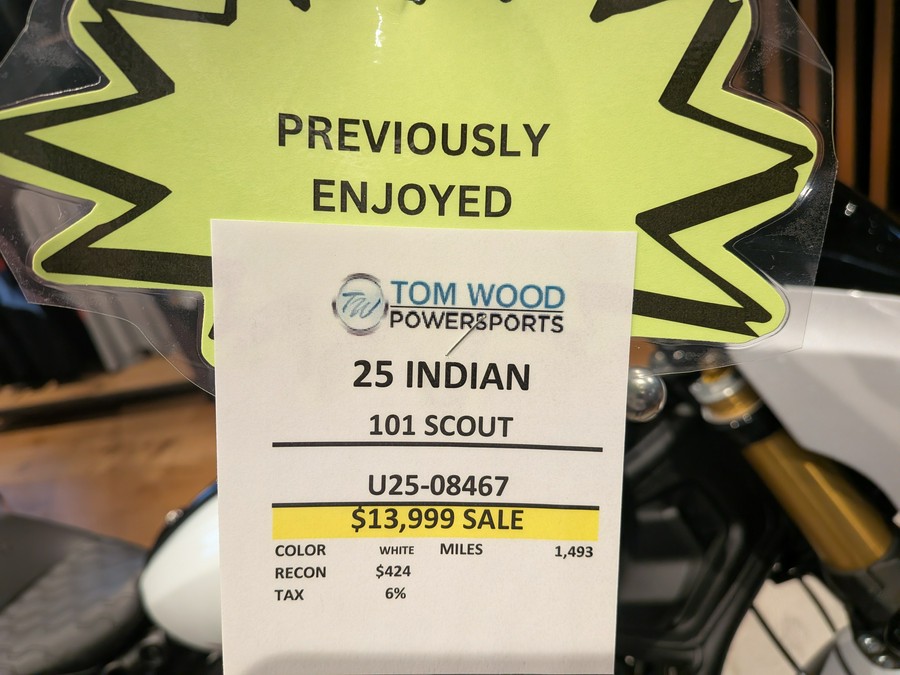 PREVIOUSLY
ENJOYED
TW TOM WOOD
POWERSPORTS
25 INDIAN
101 SCOUT
U25-08467
$13,999 SALE
COLOR WHITE MILES 1,493
RECON $424
TAX 6%